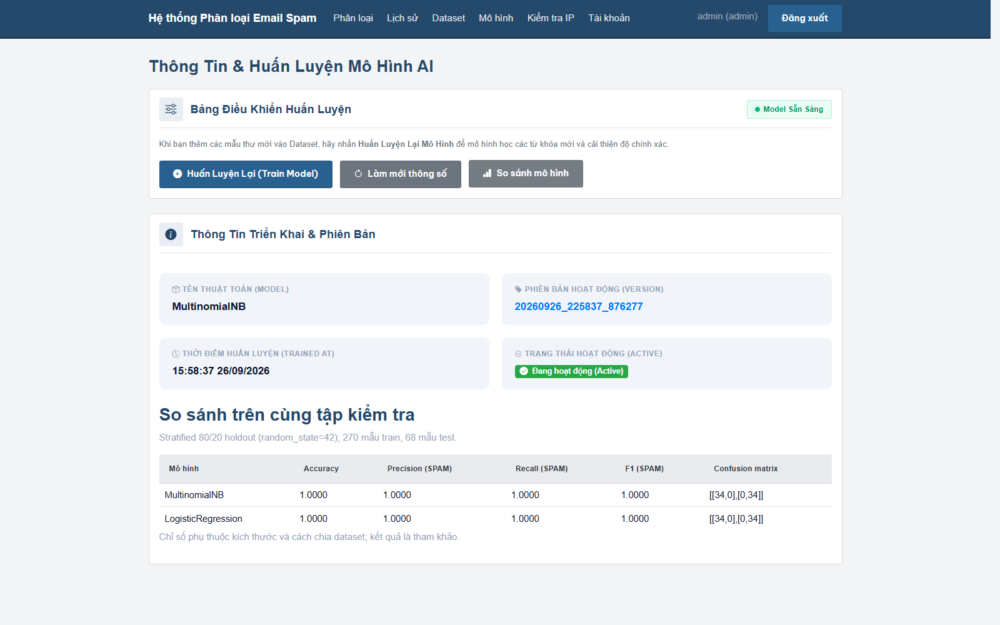 Hệ thống Phân loại Email Spam Phân loại Lịch sử Dataset Mô hình Kiểm tra IP Tài khoản admin (admin) Đăng xuất
Thông Tin & Huấn Luyện Mô Hình AI
Bảng Điều Khiển Huấn Luyện Model Sẵn Sàng
Khi bạn thêm các mẫu thư mới vào Dataset, hãy nhấn Huấn Luyện Lại Mô Hình để mô hình học các từ khóa mới và cải thiện độ chính xác.
Huấn Luyện Lại (Train Model) Làm mới thông số So sánh mô hình
Thông Tin Triển Khai & Phiên Bản
TÊN THUẬT TOÁN (MODEL) PHIÊN BẢN HOẠT ĐỘNG (VERSION)
MultinomialNB 20260926_225837_876277
THỜI ĐIỂM HUẤN LUYỆN (TRAINED AT) TRẠNG THÁI HOẠT ĐỘNG (ACTIVE)
15:58:37 26/09/2026 Đang hoạt động (Active)
So sánh trên cùng tập kiểm tra
Stratified 80/20 holdout (random_state=42); 270 mẫu train, 68 mẫu test.
Mô hình Accuracy Precision (SPAM) Recall (SPAM) F1 (SPAM) Confusion matrix
MultinomialNB 1.0000 1.0000 1.0000 1.0000 [[34,0],[0,34]]
LogisticRegression 1.0000 1.0000 1.0000 1.0000 [[34,0],[0,34]]
Chỉ số phụ thuộc kích thước và cách chia dataset; kết quả là tham khảo.